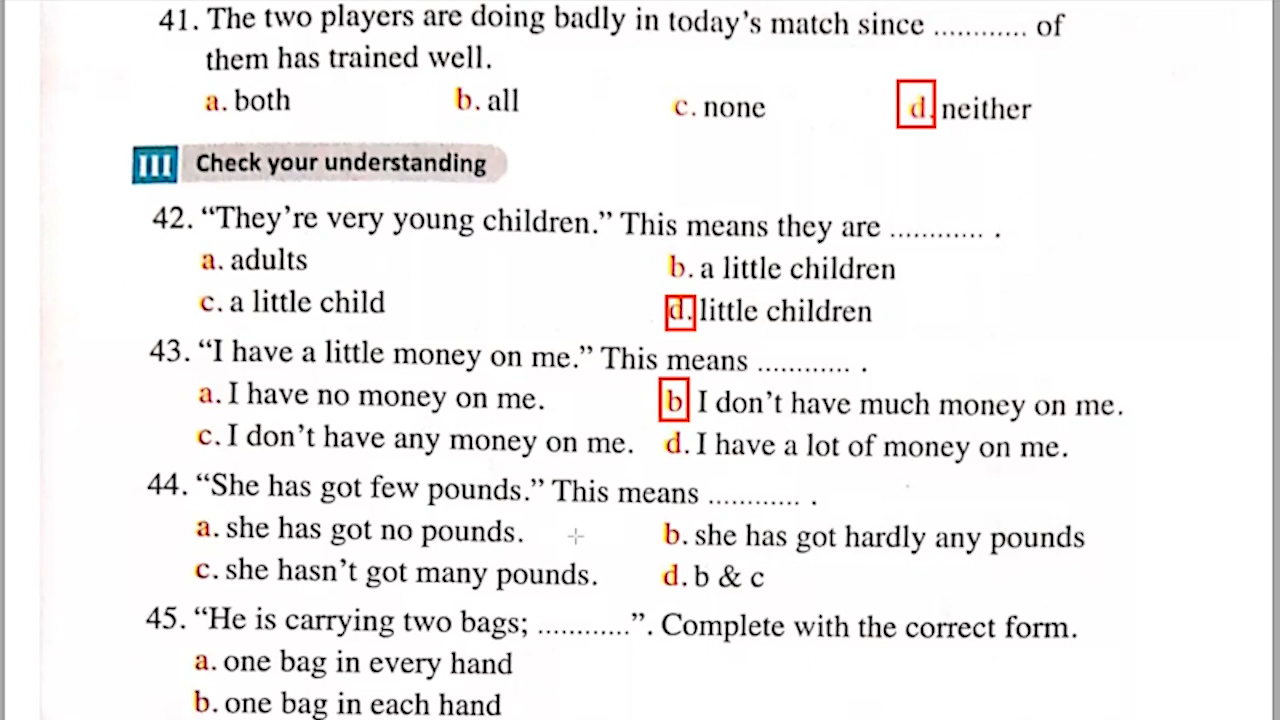 41. The two players are doing badly in today's match since ............ of
them has trained well.
a. both b. all c. none d. neither
III Check your understanding
42. “They're very young children.” This means they are ............ .
a. adults b. a little children
c. a little child d. little children
43. “I have a little money on me.” This means ............ .
a. I have no money on me. b I don't have much money on me.
c. I don't have any money on me. d. I have a lot of money on me.
44. “She has got few pounds.” This means ............ .
a. she has got no pounds. b. she has got hardly any pounds
c. she hasn't got many pounds. d. b & c
45. “He is carrying two bags; ............”. Complete with the correct form.
a. one bag in every hand
b. one bag in each hand